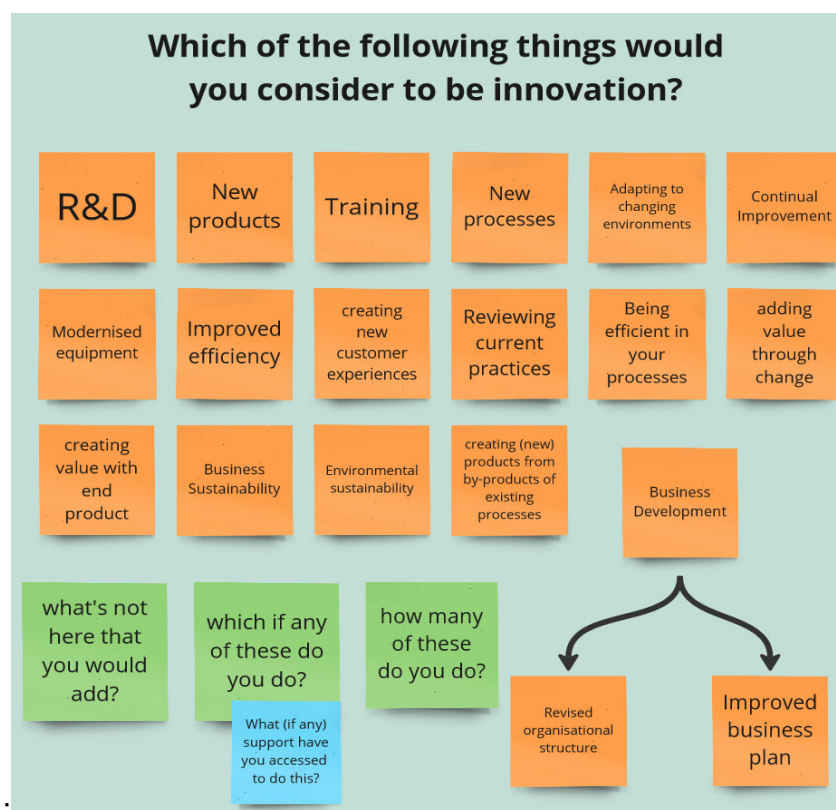 Which of the following things would
you consider to be innovation?
R&D
New
products
Training
New
processes
Adapting to
changing
environments
Continual
Improvement
Modernised
equipment
Improved
efficiency
creating
new
customer
experiences
Reviewing
current
practices
Being
efficient in
your
processes
adding
value
through
change
creating
value with
end
product
Business
Sustainability
Environmental
sustainability
creating (new)
products from
by-products of
existing
processes
Business
Development
what's not
here that
you would
add?
which if any
of these do
you do?
What (if any)
support have
you accessed
to do this?
how many
of these
do you do?
Revised
organisational
structure
Improved
business
plan